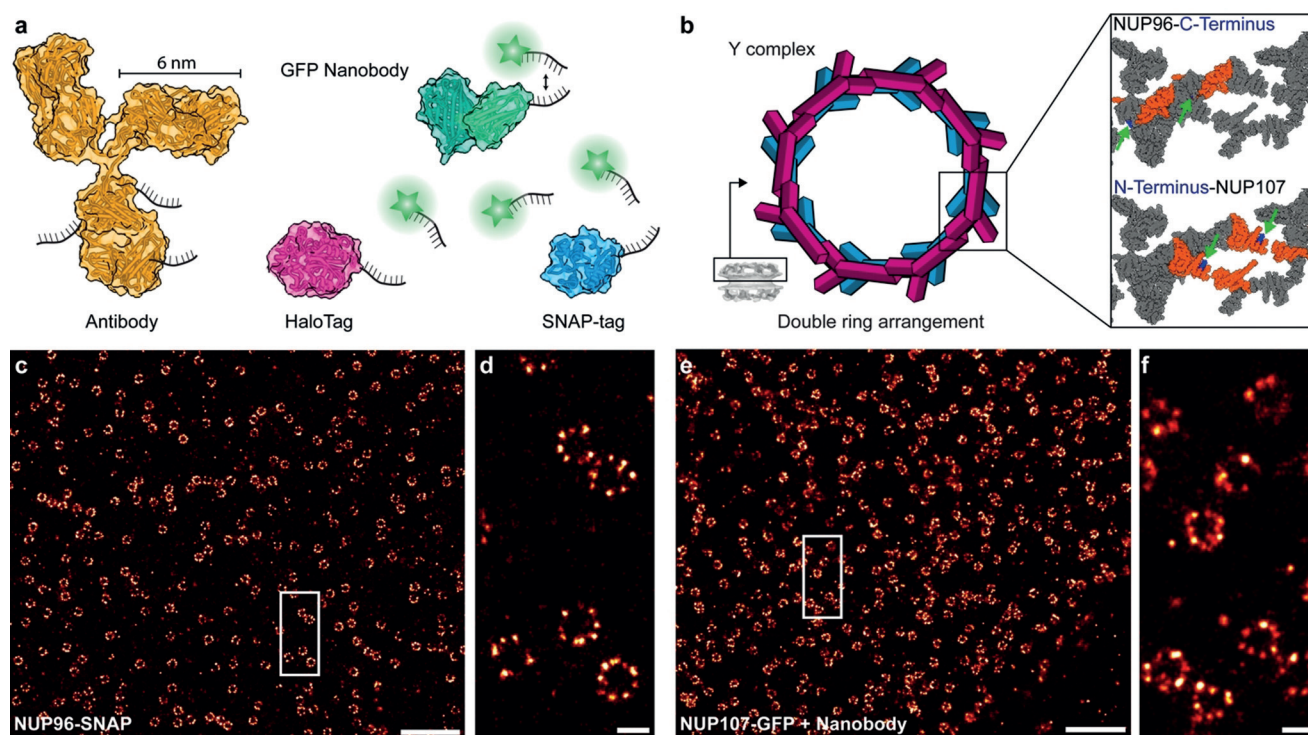 a
6 nm
GFP Nanobody
Antibody
HaloTag
SNAP-tag
b
Y complex
Double ring arrangement
NUP96-C-Terminus
N-Terminus-NUP107
c
NUP96-SNAP
d
e
NUP107-GFP + Nanobody
f